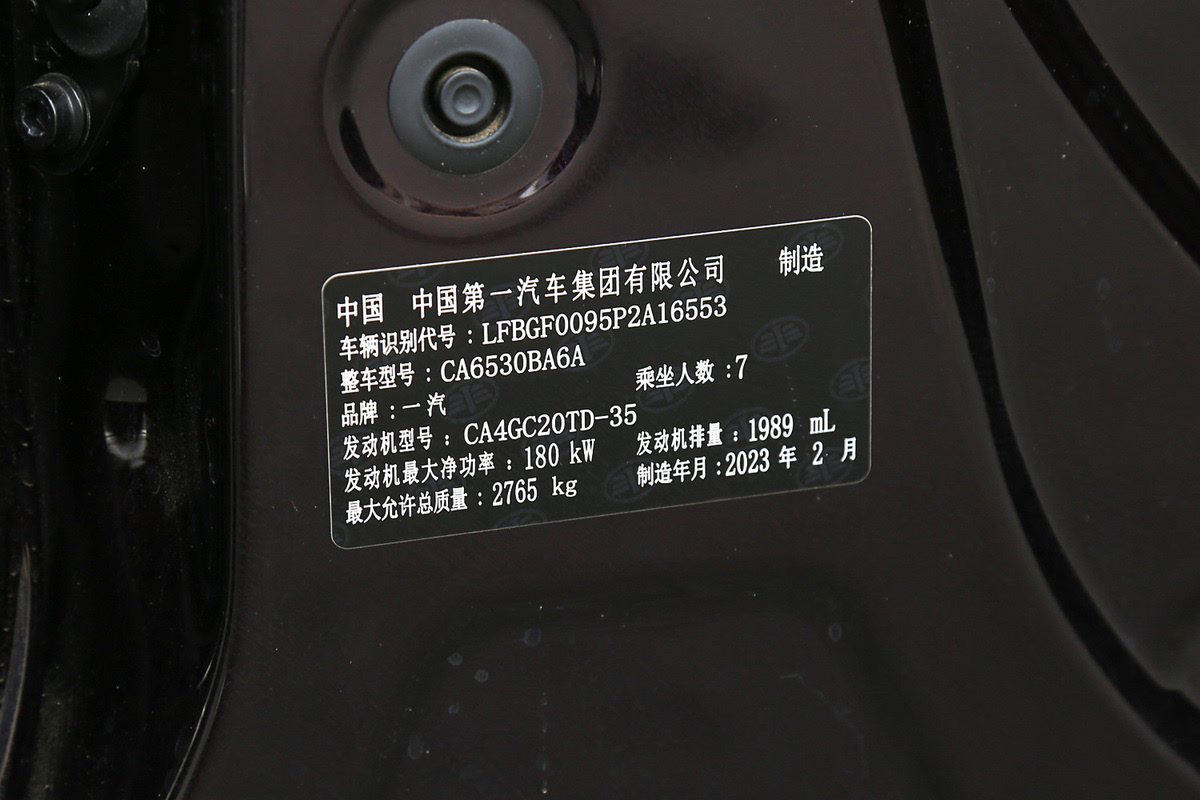 中国 中国第一汽车集团有限公司 制造
车辆识别代号：LFBGF0095P2A16553
整车型号：CA6530BA6A
品牌：一汽 乘坐人数：7
发动机型号：CA4GC20TD-35
发动机最大净功率：180 kW 发动机排量：1989 mL
最大允许总质量：2765 kg 制造年月：2023 年 2 月